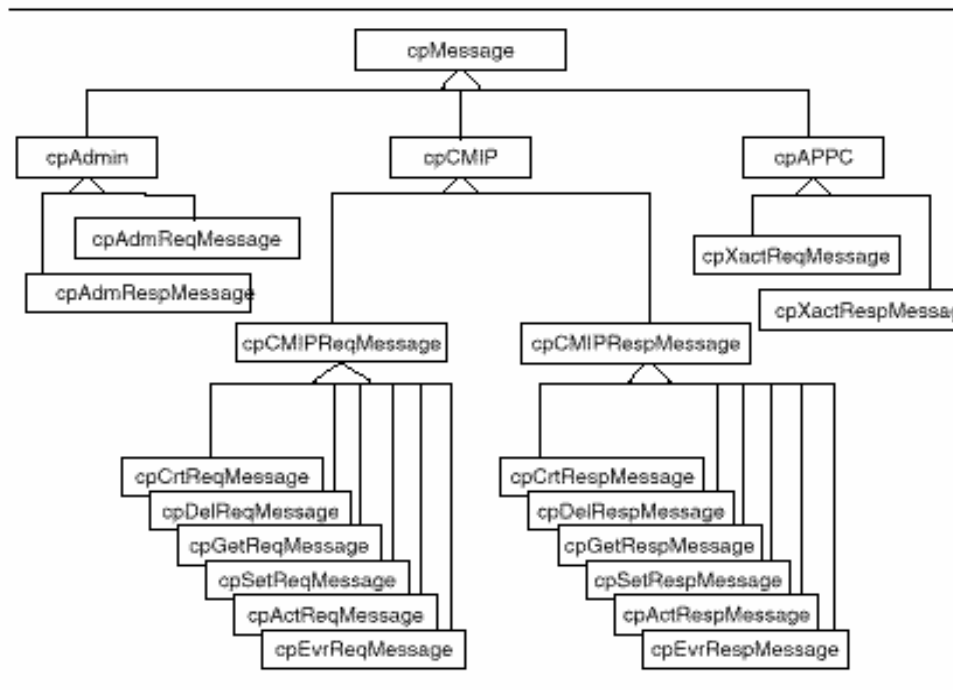 cpMessage
cpAdmin
cpCMIP
cpAPPC
cpAdmReqMessage
cpXactReqMessage
cpAdmRespMessage
cpXactRespMessag
cpCMIPReqMessage
cpCMIPRespMessage
cpCrtReqMessage
cpCrtRespMessage
cpDelReqMessage
cpDelRespMessage
cpGetReqMessage
cpGetRespMessage
cpSetReqMessage
cpSetRespMessage
cpActReqMessage
cpActRespMessage
cpEvrReqMessage
cpEvrRespMessage